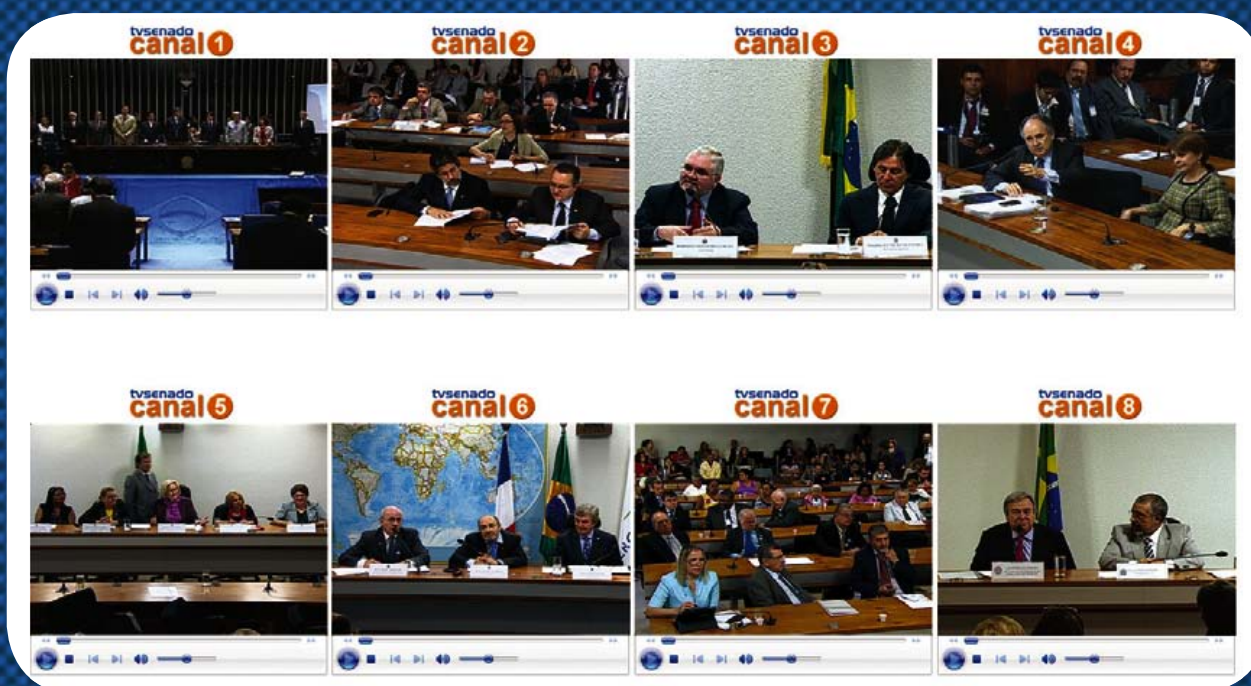 tvsenado
canal 1
tvsenado
canal 2
tvsenado
canal 3
tvsenado
canal 4
tvsenado
canal 5
tvsenado
canal 6
tvsenado
canal 7
tvsenado
canal 8